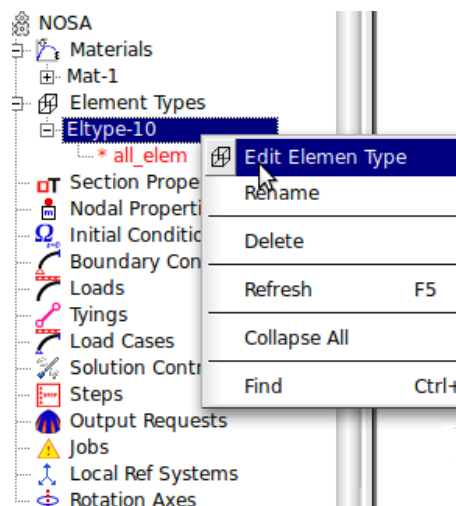 NOSA
Materials
Mat-1
Element Types
Eltype-10
* all_elem
Edit Elemen Type
Section Prope
Rename
Nodal Properti
Initial Conditic
Delete
Boundary Con
Loads
Refresh F5
Tyings
Load Cases
Collapse All
Solution Contr
Steps
Find Ctrl+
Output Requests
Jobs
Local Ref Systems
Rotation Axes